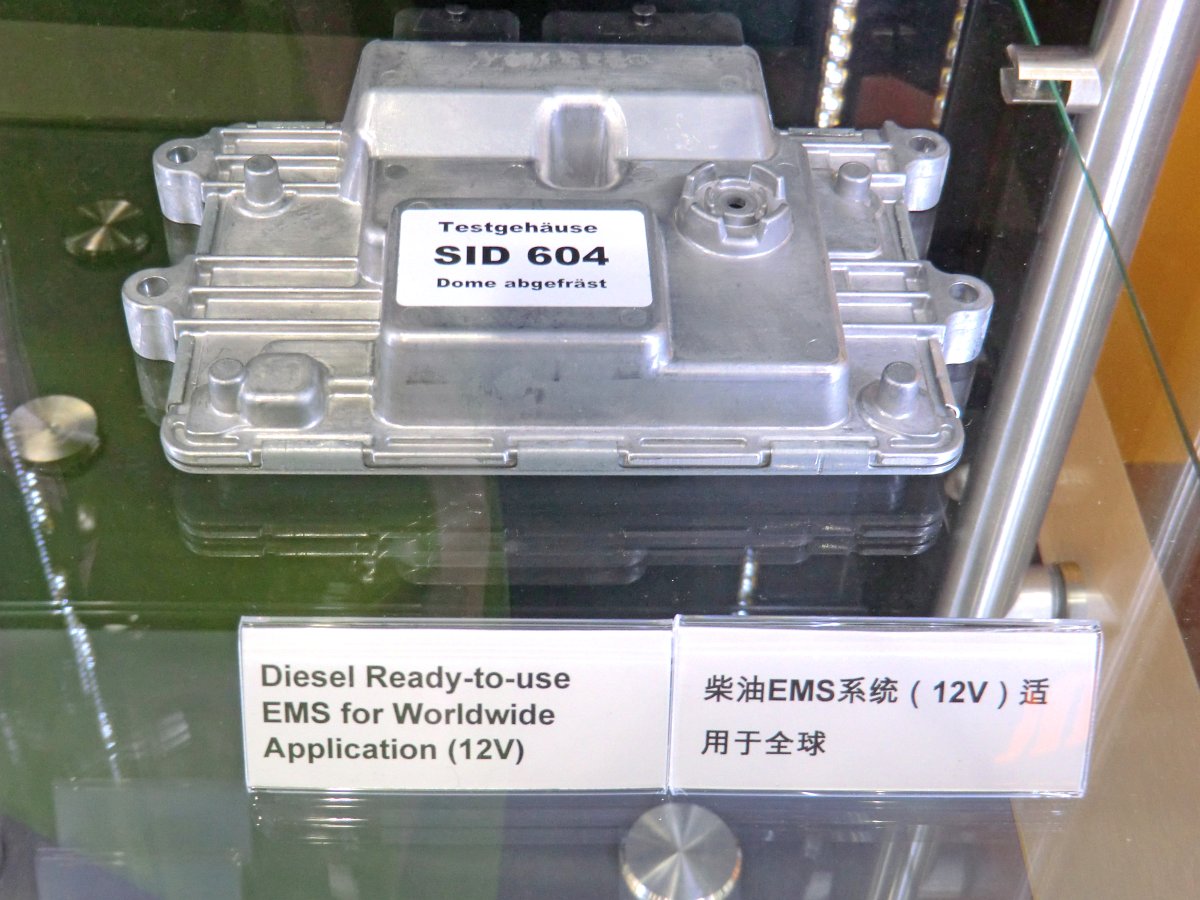 Testgehäuse
SID 604
Dome abgefräst
Diesel Ready-to-use
EMS for Worldwide
Application (12V)
柴油EMS系统（12V）适
用于全球